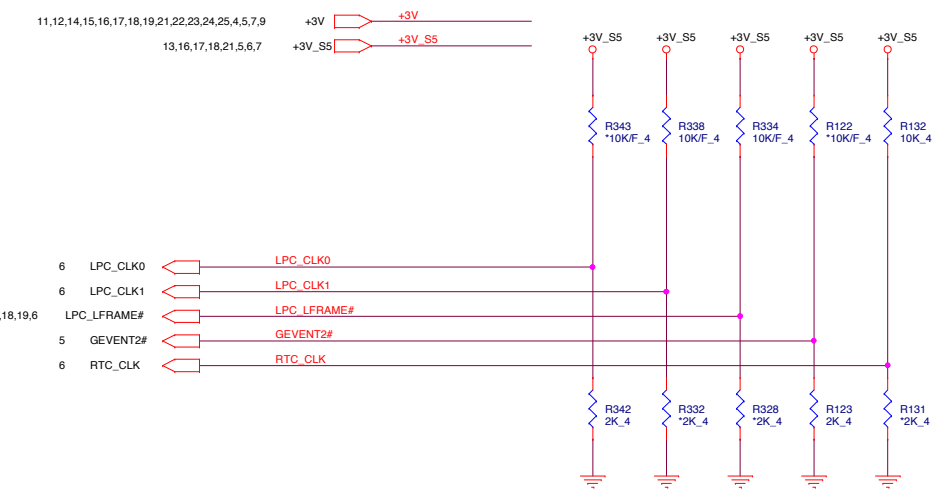 11,12,14,15,16,17,18,19,21,22,23,24,25,4,5,7,9 +3V +3V
13,16,17,18,21,5,6,7 +3V_S5 +3V_S5
+3V_S5 +3V_S5 +3V_S5 +3V_S5 +3V_S5
R343 R338 R334 R122 R132
*10K/F_4 10K/F_4 10K/F_4 *10K/F_4 10K_4
6 LPC_CLK0 LPC_CLK0
6 LPC_CLK1 LPC_CLK1
,18,19,6 LPC_LFRAME# LPC_LFRAME#
5 GEVENT2# GEVENT2#
6 RTC_CLK RTC_CLK
R342 R332 R328 R123 R131
2K_4 *2K_4 *2K_4 2K_4 *2K_4